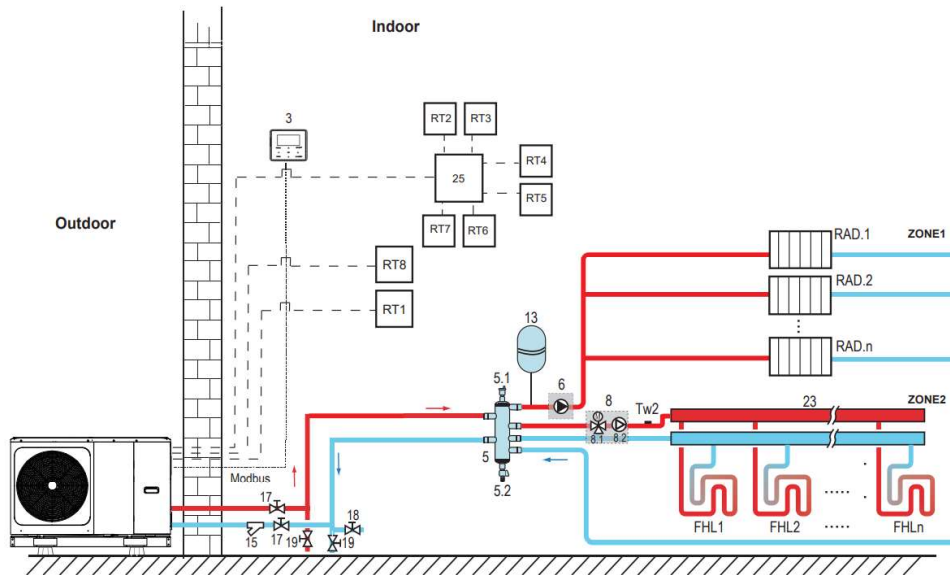 Indoor
3
RT2 RT3
RT4
25
RT5
RT7 RT6
Outdoor
RT8
RT1
RAD.1 ZONE1
RAD.2
RAD.n
13
5.1
6
8
Tw2
23
ZONE2
8.1 8.2
5
5.2
Modbus
17
18
15 17 19 19
FHL1 FHL2 ..... FHLn